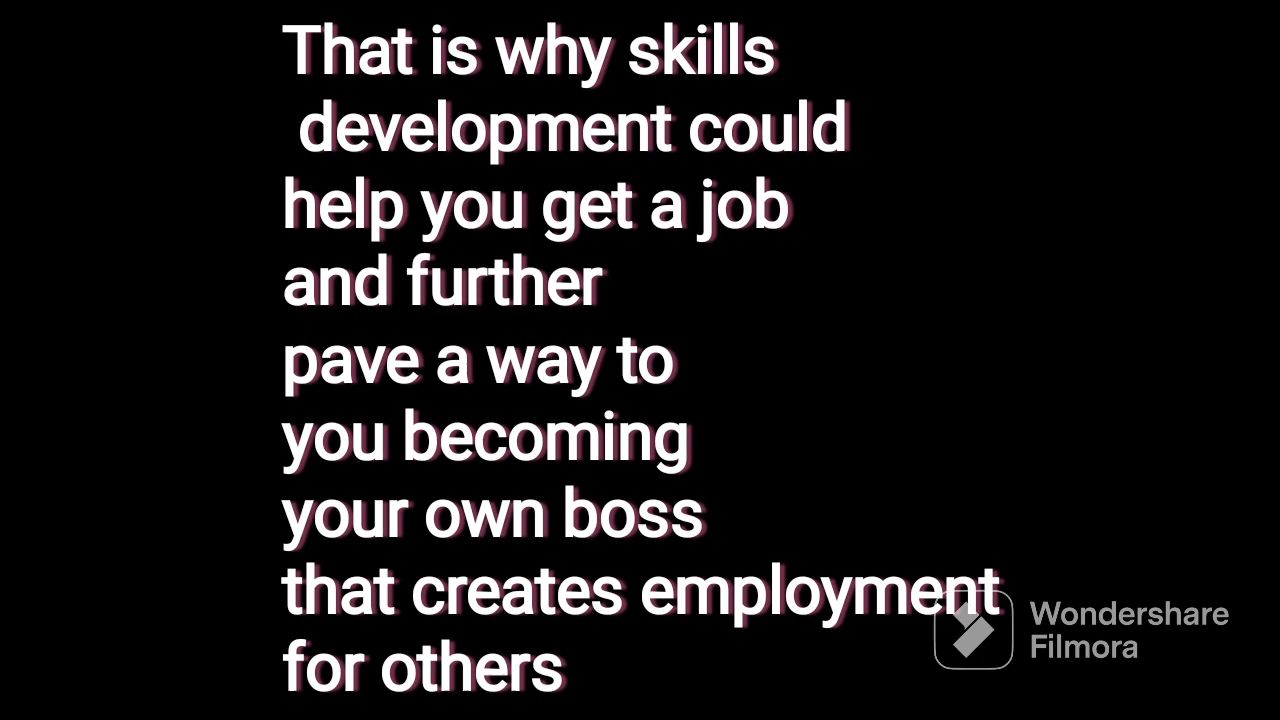 That is why skills
development could
help you get a job
and further
pave a way to
you becoming
your own boss
that creates employment
for others
Wondershare
Filmora